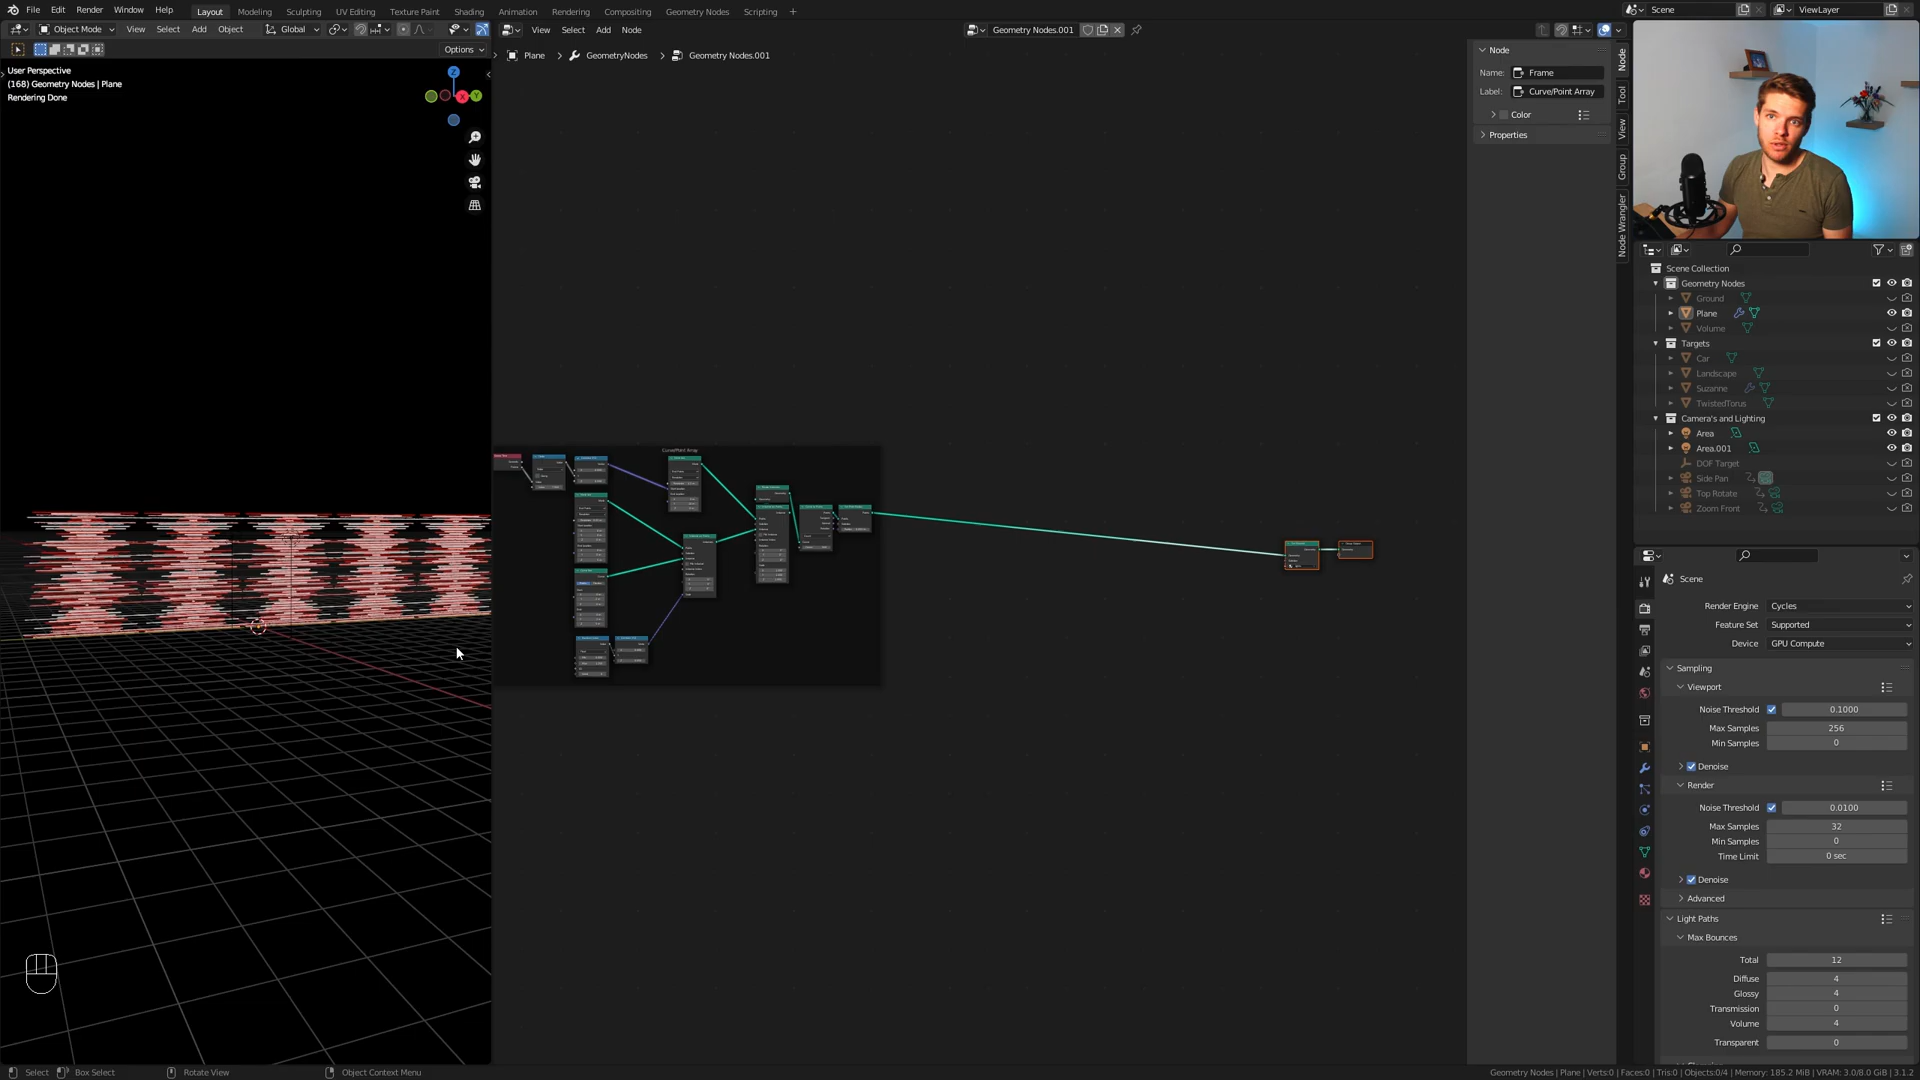 File Edit Render Window Help Layout Modeling Sculpting UV Editing Texture Paint Shading Animation Rendering Compositing Geometry Nodes Scripting + Scene ViewLayer
Object Mode View Select Add Object Global View Select Add Node Geometry Nodes.001
Options
Plane > GeometryNodes > Geometry Nodes.001
User Perspective
(168) Geometry Nodes | Plane
Rendering Done
Z
X
Y
Curve/Point Array
Node
Name: Frame
Label: Curve/Point Array
Color
Properties
Node
Tool
View
Group
Node Wrangler
Scene Collection
Geometry Nodes
Ground
Plane
Volume
Targets
Car
Landscape
Suzanne
TwistedTorus
Camera's and Lighting
Area
Area.001
DOF Target
Side Pan
Top Rotate
Zoom Front
Scene
Render Engine Cycles
Feature Set Supported
Device GPU Compute
Sampling
Viewport
Noise Threshold 0.1000
Max Samples 256
Min Samples 0
Denoise
Render
Noise Threshold 0.0100
Max Samples 32
Min Samples 0
Time Limit 0 sec
Denoise
Advanced
Light Paths
Max Bounces
Total 12
Diffuse 4
Glossy 4
Transmission 0
Volume 4
Transparent 0
Select Box Select Rotate View Object Context Menu
Geometry Nodes | Plane | Verts:0 | Faces:0 | Tris:0 | Objects:0/4 | Memory: 185.2 MiB | VRAM: 3.0/8.0 GiB | 3.1.2